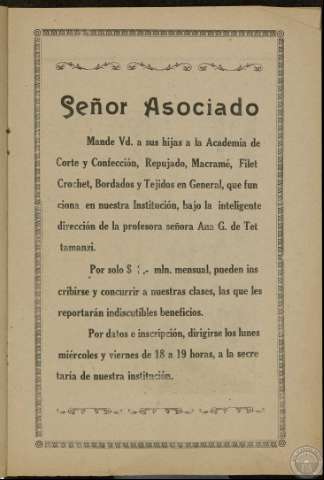 Señor Asociado
Mande Vd. a sus hijas a la Academia de
Corte y Confección, Repujado, Macramé, Filet
Crochet, Bordados y Tejidos en General, que fun
ciona en nuestra Institución, bajo la inteligente
dirección de la profesora señora Ana G. de Tet
tamanzi.
Por solo $ ,- m|n. mensual, pueden ins
cribirse y concurrir a nuestras clases, las que les
reportarán indiscutibles beneficios.
Por datos e inscripción, dirigirse los lunes
miércoles y viernes de 18 a 19 horas, a la secre
taría de nuestra institución.